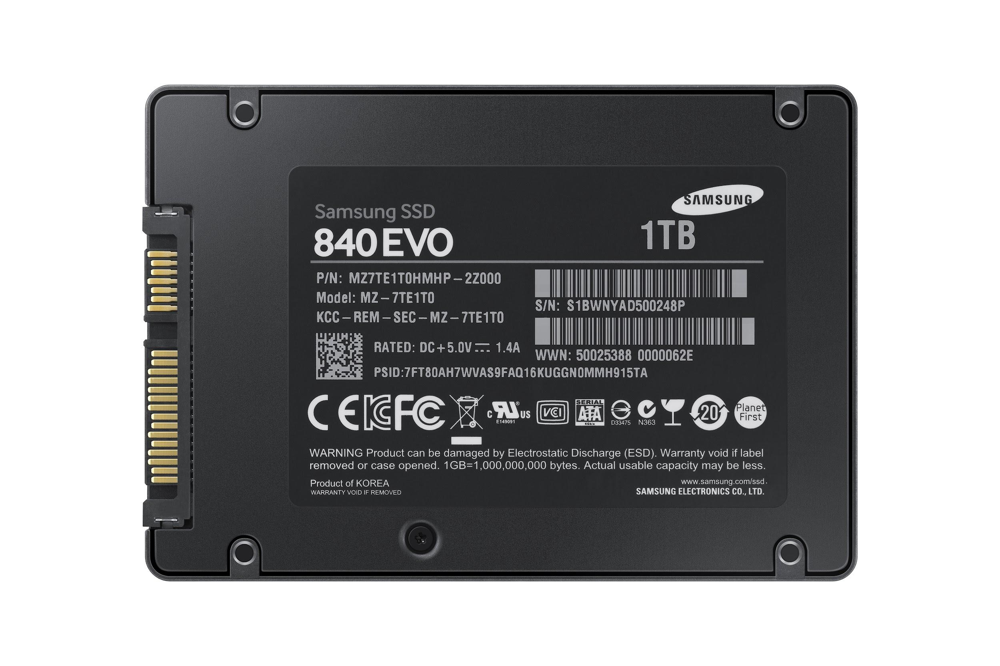 SAMSUNG
Samsung SSD
840 EVO
1TB
P/N: MZ7TE1T0HMHP-2Z000
Model: MZ-7TE1T0
KCC-REM-SEC-MZ-7TE1T0
S/N: S1BWNYAD500248P
RATED: DC+5.0V⎓ 1.4A
WWN: 50025388 0000062E
PSID:7FT80AH7WVAS9FAQ16KUGGN0MMH915TA
CE KC FC c RU® US E149091 VCCI SERIAL ATA 6Gb/s D33475 N363 20 Planet First
WARNING Product can be damaged by Electrostatic Discharge (ESD). Warranty void if label
removed or case opened. 1GB=1,000,000,000 bytes. Actual usable capacity may be less.
Product of KOREA
WARRANTY VOID IF REMOVED
www.samsung.com/ssd.
SAMSUNG ELECTRONICS CO., LTD.